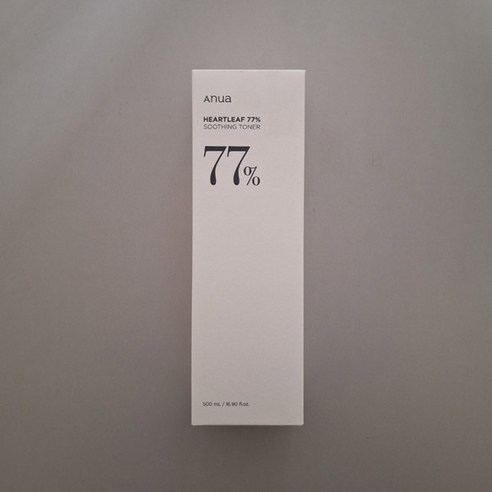 Anua
HEARTLEAF 77%
SOOTHING TONER
77%
500 mL / 16.90 fl.oz.